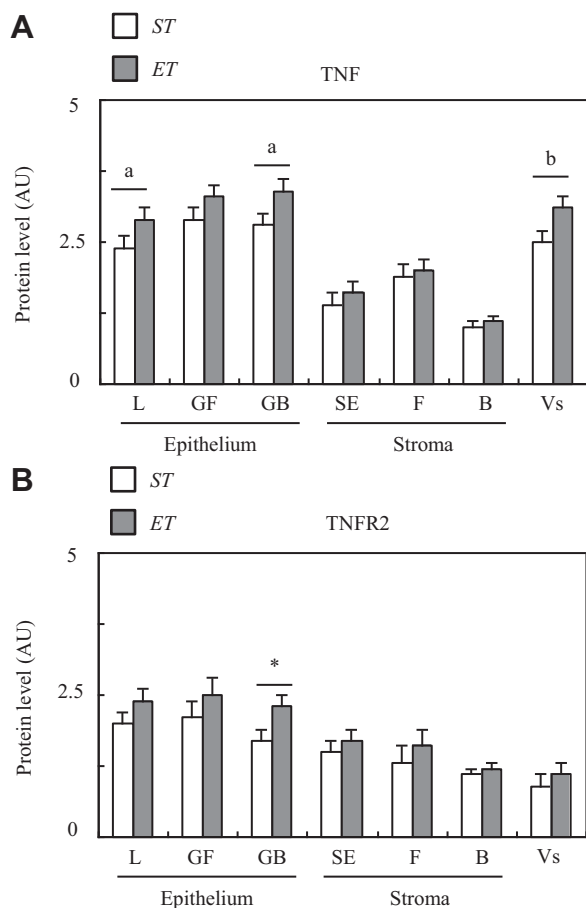 A
ST
ET
TNF
Protein level (AU)
5
2.5
0
a
a
b
L GF GB SE F B Vs
Epithelium Stroma
B
ST
ET
TNFR2
Protein level (AU)
5
2.5
0
*
L GF GB SE F B Vs
Epithelium Stroma